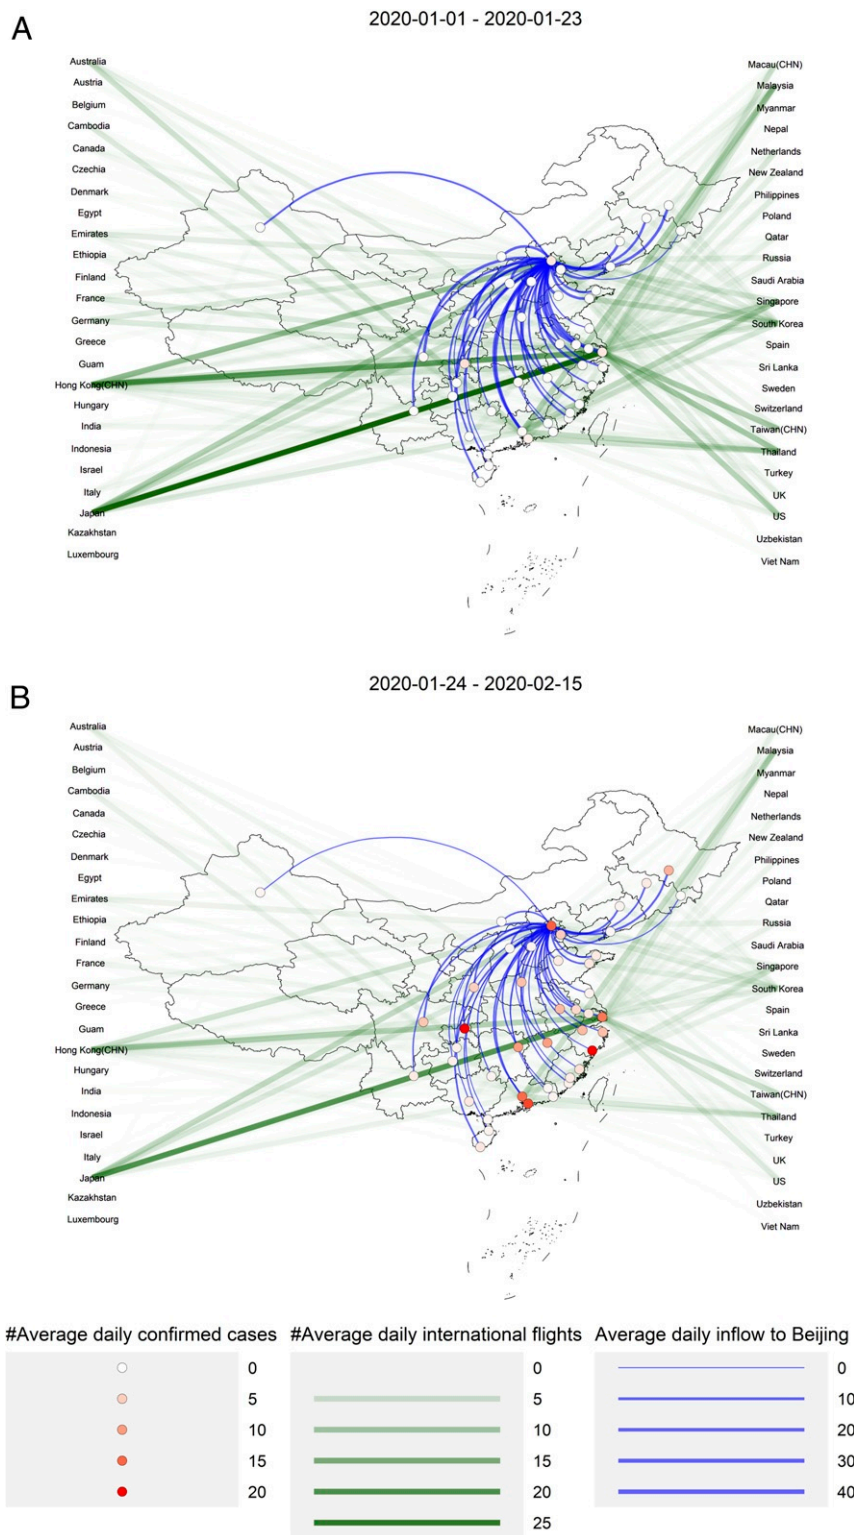 A
2020-01-01 - 2020-01-23
Australia
Austria
Belgium
Cambodia
Canada
Czechia
Denmark
Egypt
Emirates
Ethiopia
Finland
France
Germany
Greece
Guam
Hong Kong(CHN)
Hungary
India
Indonesia
Israel
Italy
Japan
Kazakhstan
Luxembourg
Macau(CHN)
Malaysia
Myanmar
Nepal
Netherlands
New Zealand
Philippines
Poland
Qatar
Russia
Saudi Arabia
Singapore
South Korea
Spain
Sri Lanka
Sweden
Switzerland
Taiwan(CHN)
Thailand
Turkey
UK
US
Uzbekistan
Viet Nam
B
2020-01-24 - 2020-02-15
Australia
Austria
Belgium
Cambodia
Canada
Czechia
Denmark
Egypt
Emirates
Ethiopia
Finland
France
Germany
Greece
Guam
Hong Kong(CHN)
Hungary
India
Indonesia
Israel
Italy
Japan
Kazakhstan
Luxembourg
Macau(CHN)
Malaysia
Myanmar
Nepal
Netherlands
New Zealand
Philippines
Poland
Qatar
Russia
Saudi Arabia
Singapore
South Korea
Spain
Sri Lanka
Sweden
Switzerland
Taiwan(CHN)
Thailand
Turkey
UK
US
Uzbekistan
Viet Nam
#Average daily confirmed cases
0
5
10
15
20
#Average daily international flights
0
5
10
15
20
25
Average daily inflow to Beijing
0
10
20
30
40